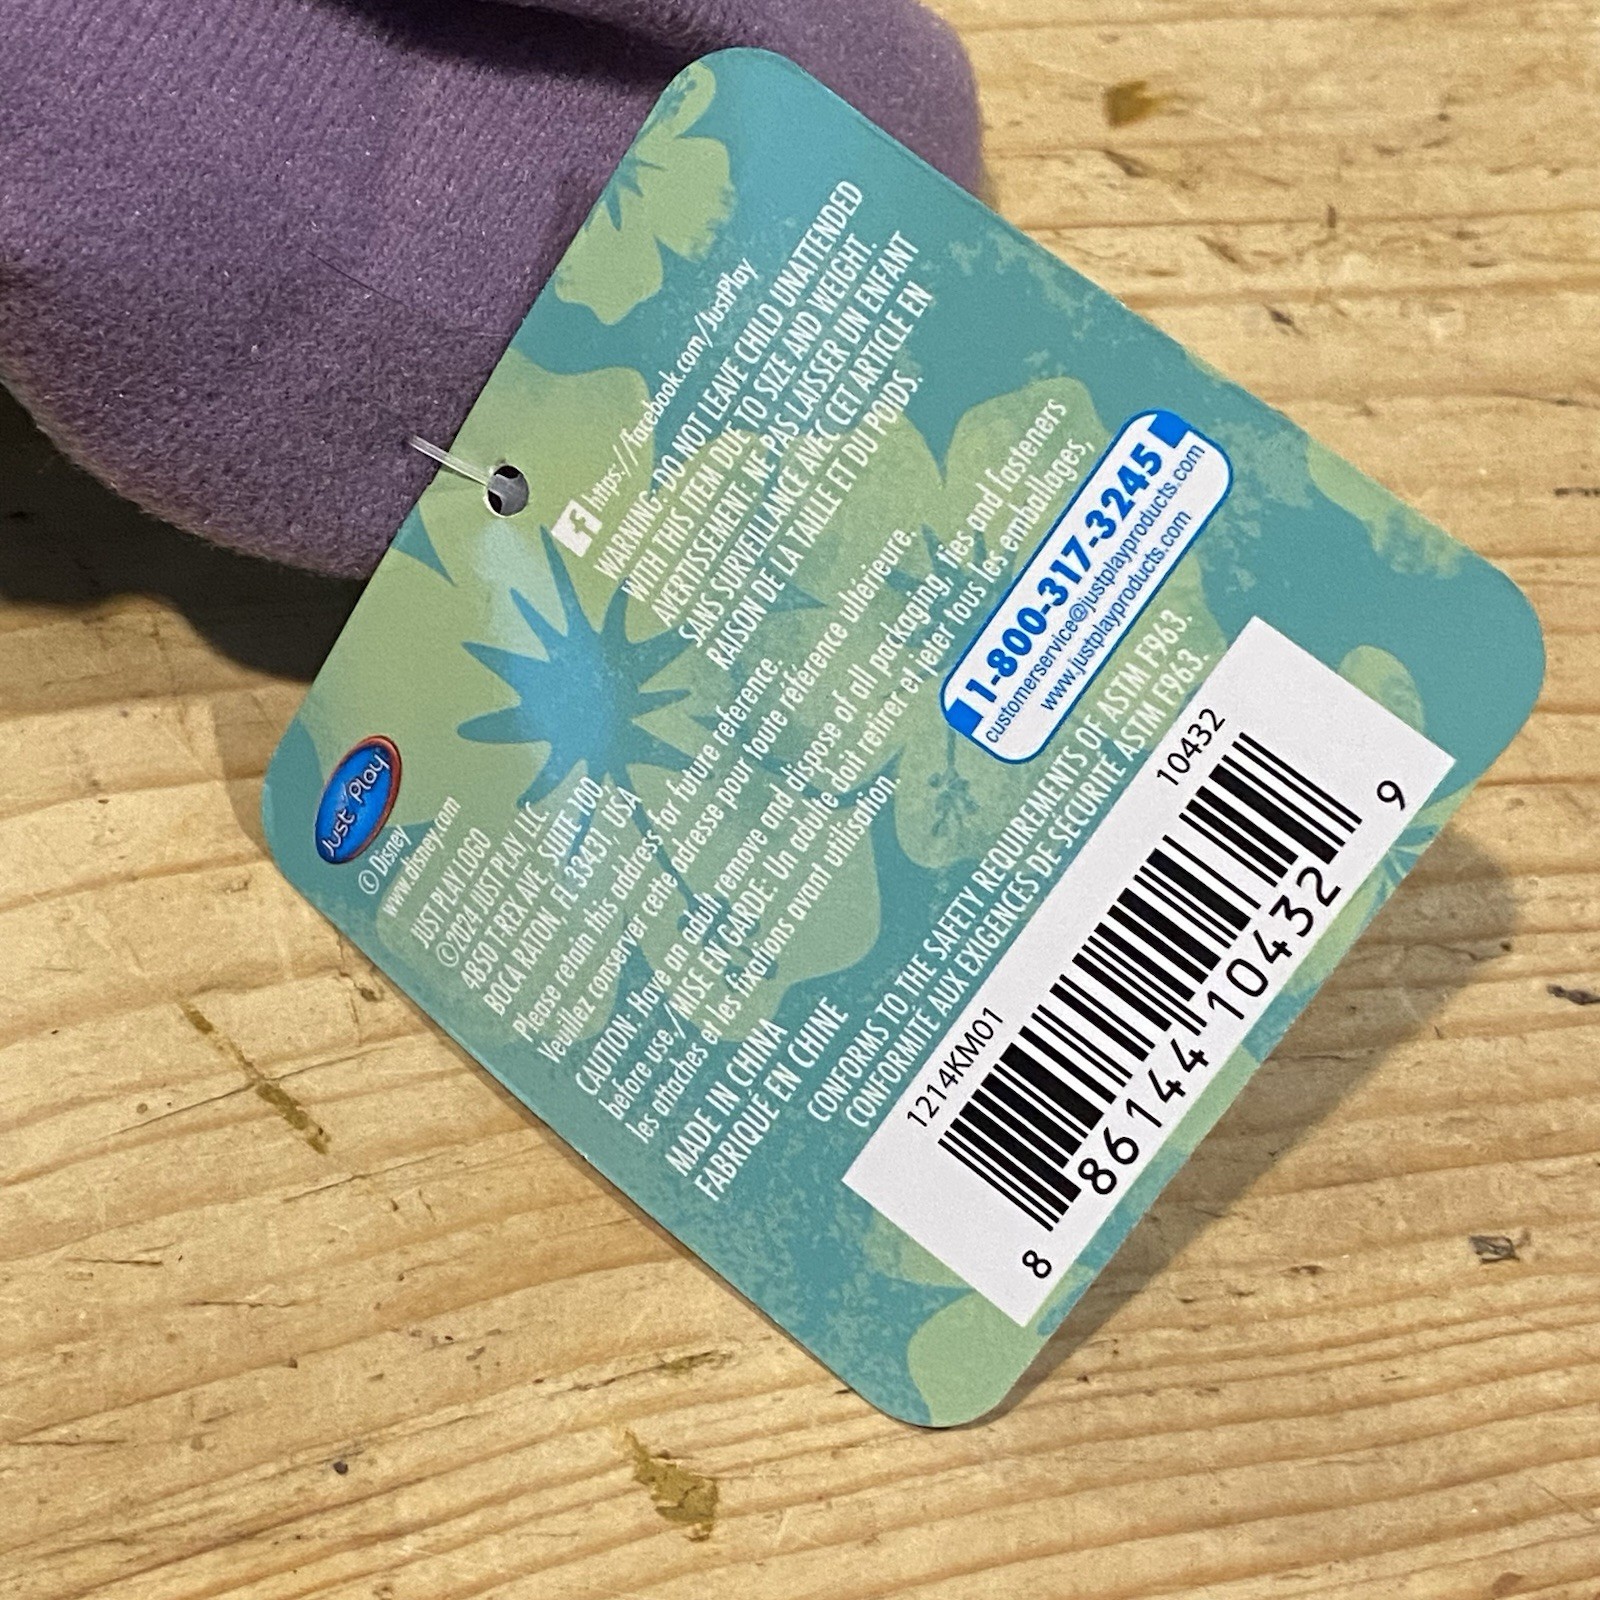 Just Play
© Disney
www.disney.com
JUST PLAY LOGO
©2024 JUST PLAY, LLC
4850 T-REX AVE, SUITE 100,
BOCA RATON, FL 33431, USA
Please retain this address for future reference.
Veuillez conserver cette adresse pour toute référence ultérieure.
CAUTION: Have an adult remove and dispose of all packaging, ties and fasteners
before use./MISE EN GARDE: Un adulte doit retirer et jeter tous les emballages,
les attaches et les fixations avant utilisation.
MADE IN CHINA
FABRIQUÉ EN CHINE
https://facebook.com/JustPlay
WARNING: DO NOT LEAVE CHILD UNATTENDED
WITH THIS ITEM DUE TO SIZE AND WEIGHT.
AVERTISSEMENT. NE PAS LAISSER UN ENFANT
SANS SURVEILLANCE AVEC CET ARTICLE EN
RAISON DE LA TAILLE ET DU POIDS.
1-800-317-3245
customerservice@justplayproducts.com
www.justplayproducts.com
CONFORMS TO THE SAFETY REQUIREMENTS OF ASTM F963.
CONFORMITÉ AUX EXIGENCES DE SÉCURITÉ ASTM F963.
1214KM01 10432
8 86144 10432 9